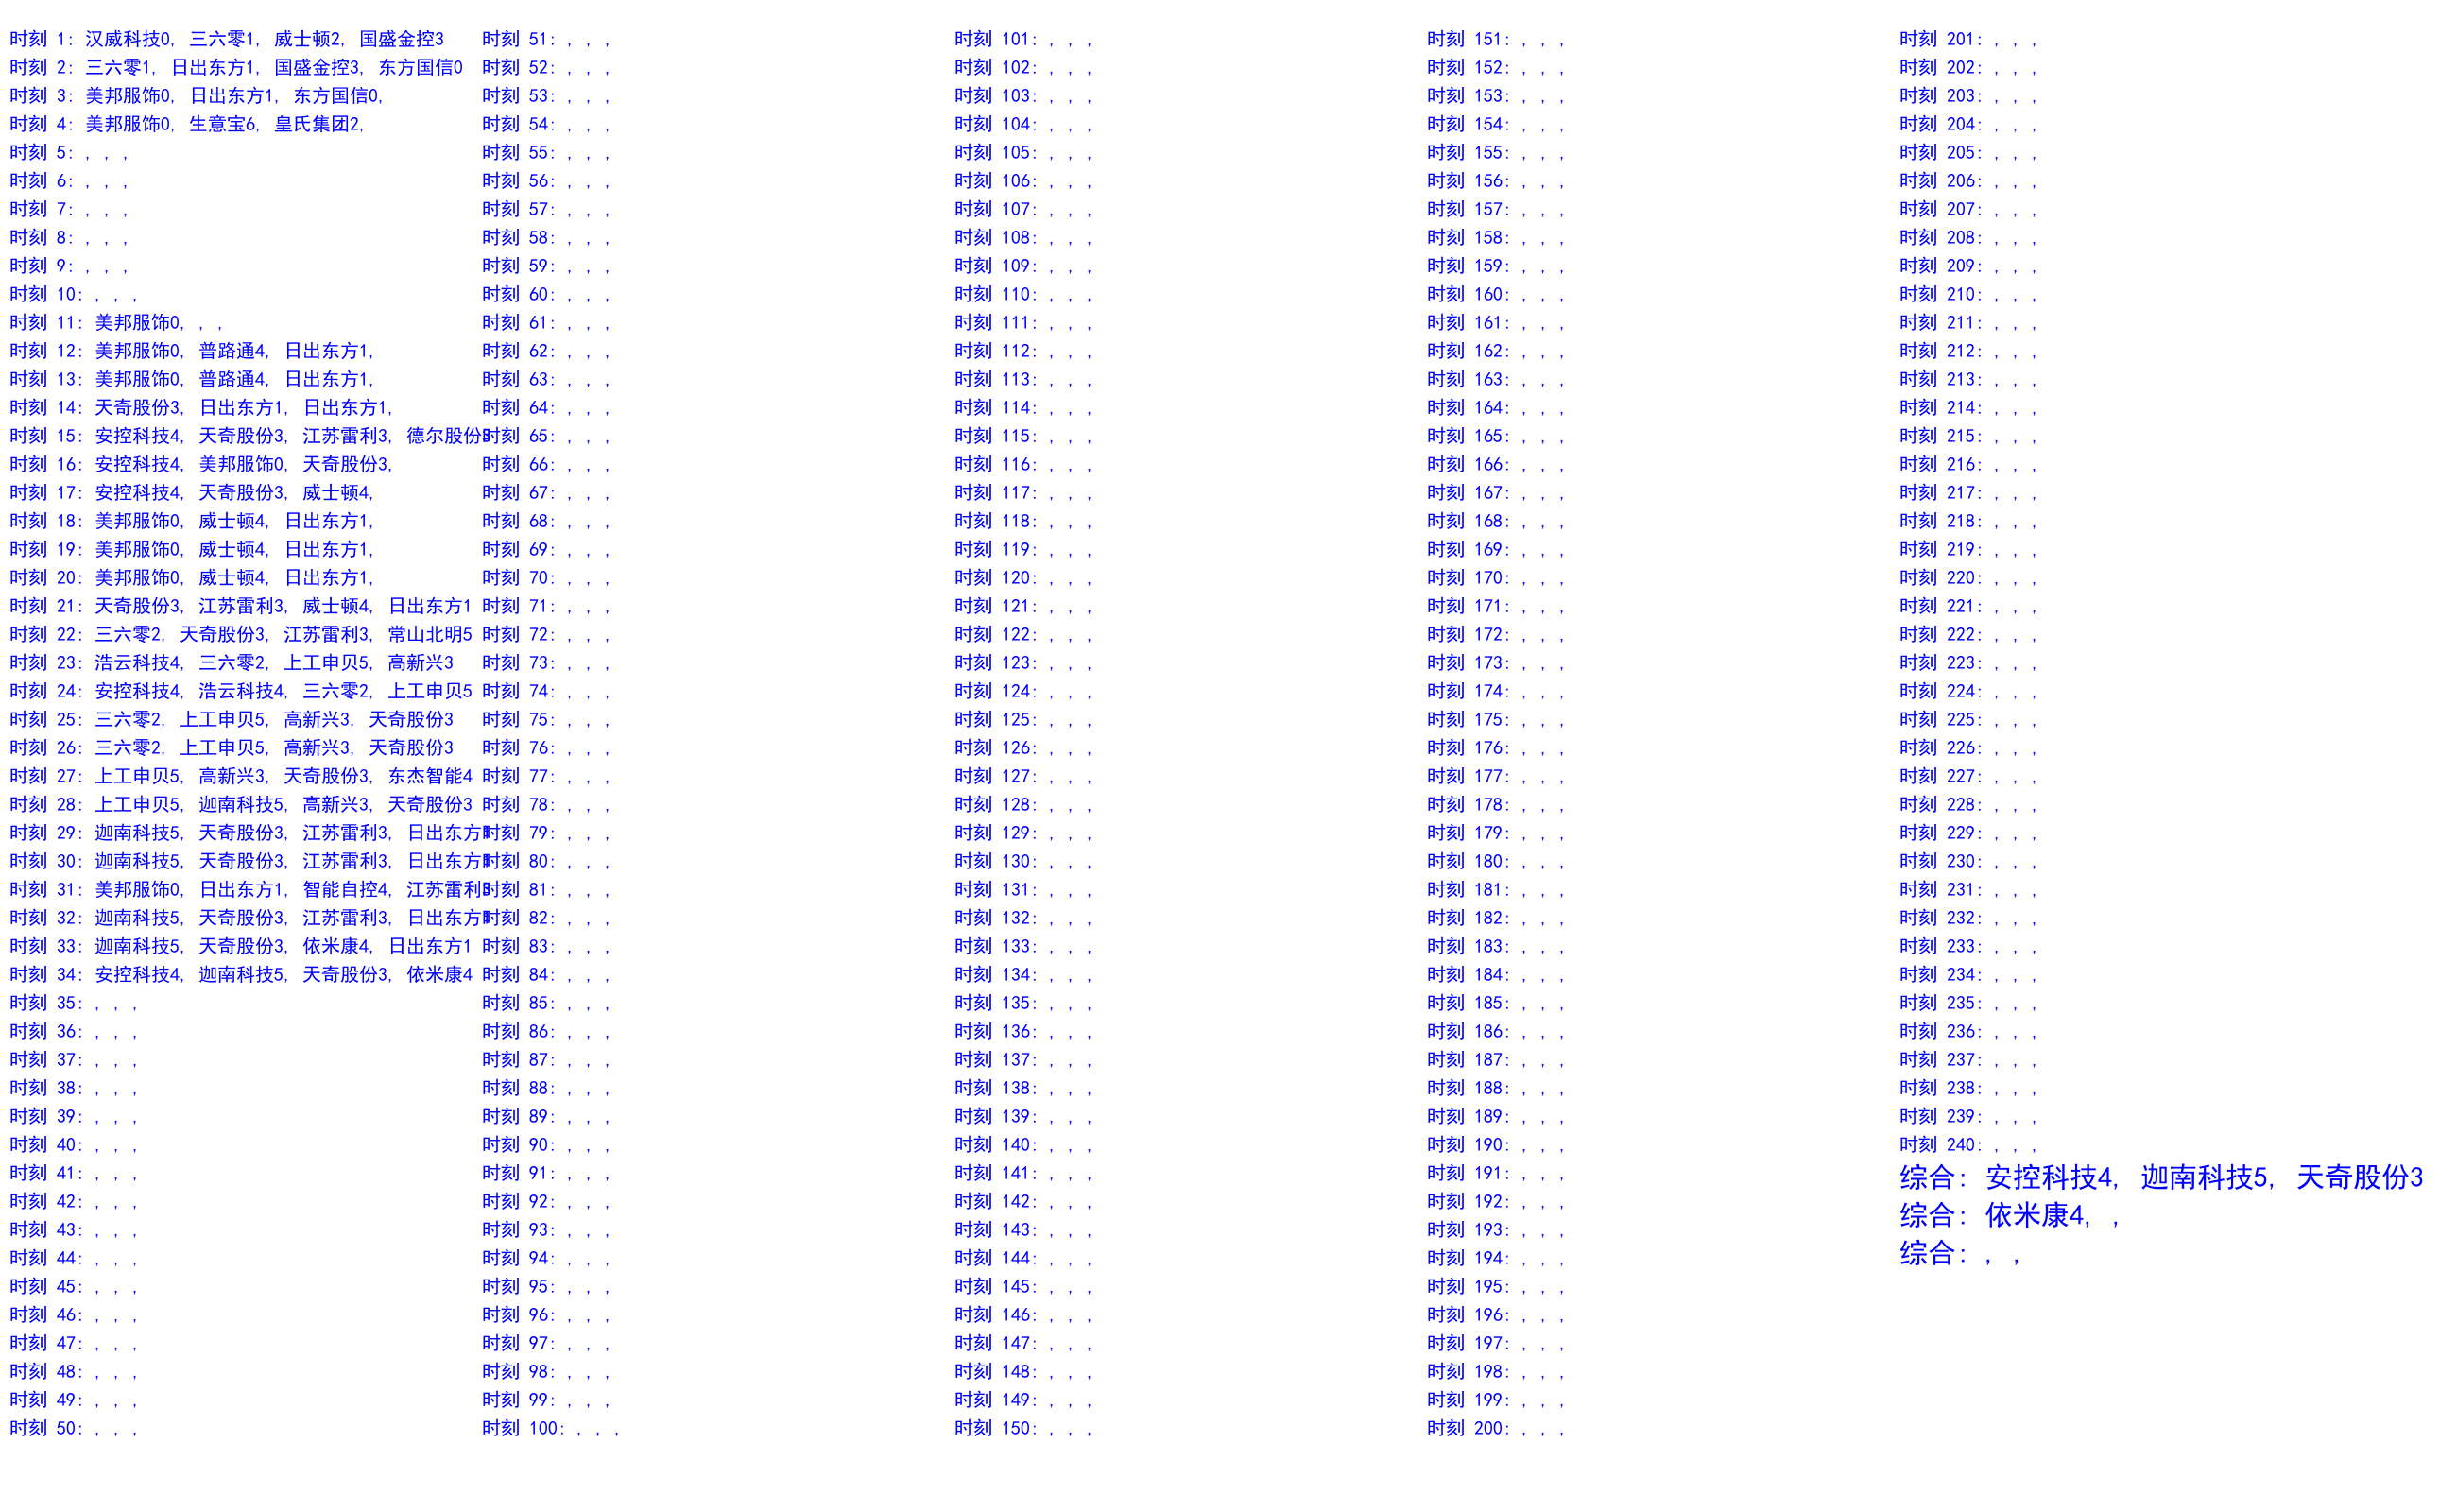 时刻 1: 汉威科技0, 三六零1, 威士顿2, 国盛金控3
时刻 2: 三六零1, 日出东方1, 国盛金控3, 东方国信0
时刻 3: 美邦服饰0, 日出东方1, 东方国信0,
时刻 4: 美邦服饰0, 生意宝6, 皇氏集团2,
时刻 5: , , ,
时刻 6: , , ,
时刻 7: , , ,
时刻 8: , , ,
时刻 9: , , ,
时刻 10: , , ,
时刻 11: 美邦服饰0, , ,
时刻 12: 美邦服饰0, 普路通4, 日出东方1,
时刻 13: 美邦服饰0, 普路通4, 日出东方1,
时刻 14: 天奇股份3, 日出东方1, 日出东方1,
时刻 15: 安控科技4, 天奇股份3, 江苏雷利3, 德尔股份
时刻 16: 安控科技4, 美邦服饰0, 天奇股份3,
时刻 17: 安控科技4, 天奇股份3, 威士顿4,
时刻 18: 美邦服饰0, 威士顿4, 日出东方1,
时刻 19: 美邦服饰0, 威士顿4, 日出东方1,
时刻 20: 美邦服饰0, 威士顿4, 日出东方1,
时刻 21: 天奇股份3, 江苏雷利3, 威士顿4, 日出东方1
时刻 22: 三六零2, 天奇股份3, 江苏雷利3, 常山北明5
时刻 23: 浩云科技4, 三六零2, 上工申贝5, 高新兴3
时刻 24: 安控科技4, 浩云科技4, 三六零2, 上工申贝5
时刻 25: 三六零2, 上工申贝5, 高新兴3, 天奇股份3
时刻 26: 三六零2, 上工申贝5, 高新兴3, 天奇股份3
时刻 27: 上工申贝5, 高新兴3, 天奇股份3, 东杰智能4
时刻 28: 上工申贝5, 迦南科技5, 高新兴3, 天奇股份3
时刻 29: 迦南科技5, 天奇股份3, 江苏雷利3, 日出东方1
时刻 30: 迦南科技5, 天奇股份3, 江苏雷利3, 日出东方1
时刻 31: 美邦服饰0, 日出东方1, 智能自控4, 江苏雷利3
时刻 32: 迦南科技5, 天奇股份3, 江苏雷利3, 日出东方1
时刻 33: 迦南科技5, 天奇股份3, 依米康4, 日出东方1
时刻 34: 安控科技4, 迦南科技5, 天奇股份3, 依米康4
时刻 35: , , ,
时刻 36: , , ,
时刻 37: , , ,
时刻 38: , , ,
时刻 39: , , ,
时刻 40: , , ,
时刻 41: , , ,
时刻 42: , , ,
时刻 43: , , ,
时刻 44: , , ,
时刻 45: , , ,
时刻 46: , , ,
时刻 47: , , ,
时刻 48: , , ,
时刻 49: , , ,
时刻 50: , , ,
时刻 51: , , ,
时刻 52: , , ,
时刻 53: , , ,
时刻 54: , , ,
时刻 55: , , ,
时刻 56: , , ,
时刻 57: , , ,
时刻 58: , , ,
时刻 59: , , ,
时刻 60: , , ,
时刻 61: , , ,
时刻 62: , , ,
时刻 63: , , ,
时刻 64: , , ,
时刻 65: , , ,
时刻 66: , , ,
时刻 67: , , ,
时刻 68: , , ,
时刻 69: , , ,
时刻 70: , , ,
时刻 71: , , ,
时刻 72: , , ,
时刻 73: , , ,
时刻 74: , , ,
时刻 75: , , ,
时刻 76: , , ,
时刻 77: , , ,
时刻 78: , , ,
时刻 79: , , ,
时刻 80: , , ,
时刻 81: , , ,
时刻 82: , , ,
时刻 83: , , ,
时刻 84: , , ,
时刻 85: , , ,
时刻 86: , , ,
时刻 87: , , ,
时刻 88: , , ,
时刻 89: , , ,
时刻 90: , , ,
时刻 91: , , ,
时刻 92: , , ,
时刻 93: , , ,
时刻 94: , , ,
时刻 95: , , ,
时刻 96: , , ,
时刻 97: , , ,
时刻 98: , , ,
时刻 99: , , ,
时刻 100: , , ,
时刻 101: , , ,
时刻 102: , , ,
时刻 103: , , ,
时刻 104: , , ,
时刻 105: , , ,
时刻 106: , , ,
时刻 107: , , ,
时刻 108: , , ,
时刻 109: , , ,
时刻 110: , , ,
时刻 111: , , ,
时刻 112: , , ,
时刻 113: , , ,
时刻 114: , , ,
时刻 115: , , ,
时刻 116: , , ,
时刻 117: , , ,
时刻 118: , , ,
时刻 119: , , ,
时刻 120: , , ,
时刻 121: , , ,
时刻 122: , , ,
时刻 123: , , ,
时刻 124: , , ,
时刻 125: , , ,
时刻 126: , , ,
时刻 127: , , ,
时刻 128: , , ,
时刻 129: , , ,
时刻 130: , , ,
时刻 131: , , ,
时刻 132: , , ,
时刻 133: , , ,
时刻 134: , , ,
时刻 135: , , ,
时刻 136: , , ,
时刻 137: , , ,
时刻 138: , , ,
时刻 139: , , ,
时刻 140: , , ,
时刻 141: , , ,
时刻 142: , , ,
时刻 143: , , ,
时刻 144: , , ,
时刻 145: , , ,
时刻 146: , , ,
时刻 147: , , ,
时刻 148: , , ,
时刻 149: , , ,
时刻 150: , , ,
时刻 151: , , ,
时刻 152: , , ,
时刻 153: , , ,
时刻 154: , , ,
时刻 155: , , ,
时刻 156: , , ,
时刻 157: , , ,
时刻 158: , , ,
时刻 159: , , ,
时刻 160: , , ,
时刻 161: , , ,
时刻 162: , , ,
时刻 163: , , ,
时刻 164: , , ,
时刻 165: , , ,
时刻 166: , , ,
时刻 167: , , ,
时刻 168: , , ,
时刻 169: , , ,
时刻 170: , , ,
时刻 171: , , ,
时刻 172: , , ,
时刻 173: , , ,
时刻 174: , , ,
时刻 175: , , ,
时刻 176: , , ,
时刻 177: , , ,
时刻 178: , , ,
时刻 179: , , ,
时刻 180: , , ,
时刻 181: , , ,
时刻 182: , , ,
时刻 183: , , ,
时刻 184: , , ,
时刻 185: , , ,
时刻 186: , , ,
时刻 187: , , ,
时刻 188: , , ,
时刻 189: , , ,
时刻 190: , , ,
时刻 191: , , ,
时刻 192: , , ,
时刻 193: , , ,
时刻 194: , , ,
时刻 195: , , ,
时刻 196: , , ,
时刻 197: , , ,
时刻 198: , , ,
时刻 199: , , ,
时刻 200: , , ,
时刻 201: , , ,
时刻 202: , , ,
时刻 203: , , ,
时刻 204: , , ,
时刻 205: , , ,
时刻 206: , , ,
时刻 207: , , ,
时刻 208: , , ,
时刻 209: , , ,
时刻 210: , , ,
时刻 211: , , ,
时刻 212: , , ,
时刻 213: , , ,
时刻 214: , , ,
时刻 215: , , ,
时刻 216: , , ,
时刻 217: , , ,
时刻 218: , , ,
时刻 219: , , ,
时刻 220: , , ,
时刻 221: , , ,
时刻 222: , , ,
时刻 223: , , ,
时刻 224: , , ,
时刻 225: , , ,
时刻 226: , , ,
时刻 227: , , ,
时刻 228: , , ,
时刻 229: , , ,
时刻 230: , , ,
时刻 231: , , ,
时刻 232: , , ,
时刻 233: , , ,
时刻 234: , , ,
时刻 235: , , ,
时刻 236: , , ,
时刻 237: , , ,
时刻 238: , , ,
时刻 239: , , ,
时刻 240: , , ,
综合: 安控科技4, 迦南科技5, 天奇股份3
综合: 依米康4, ,
综合: , ,